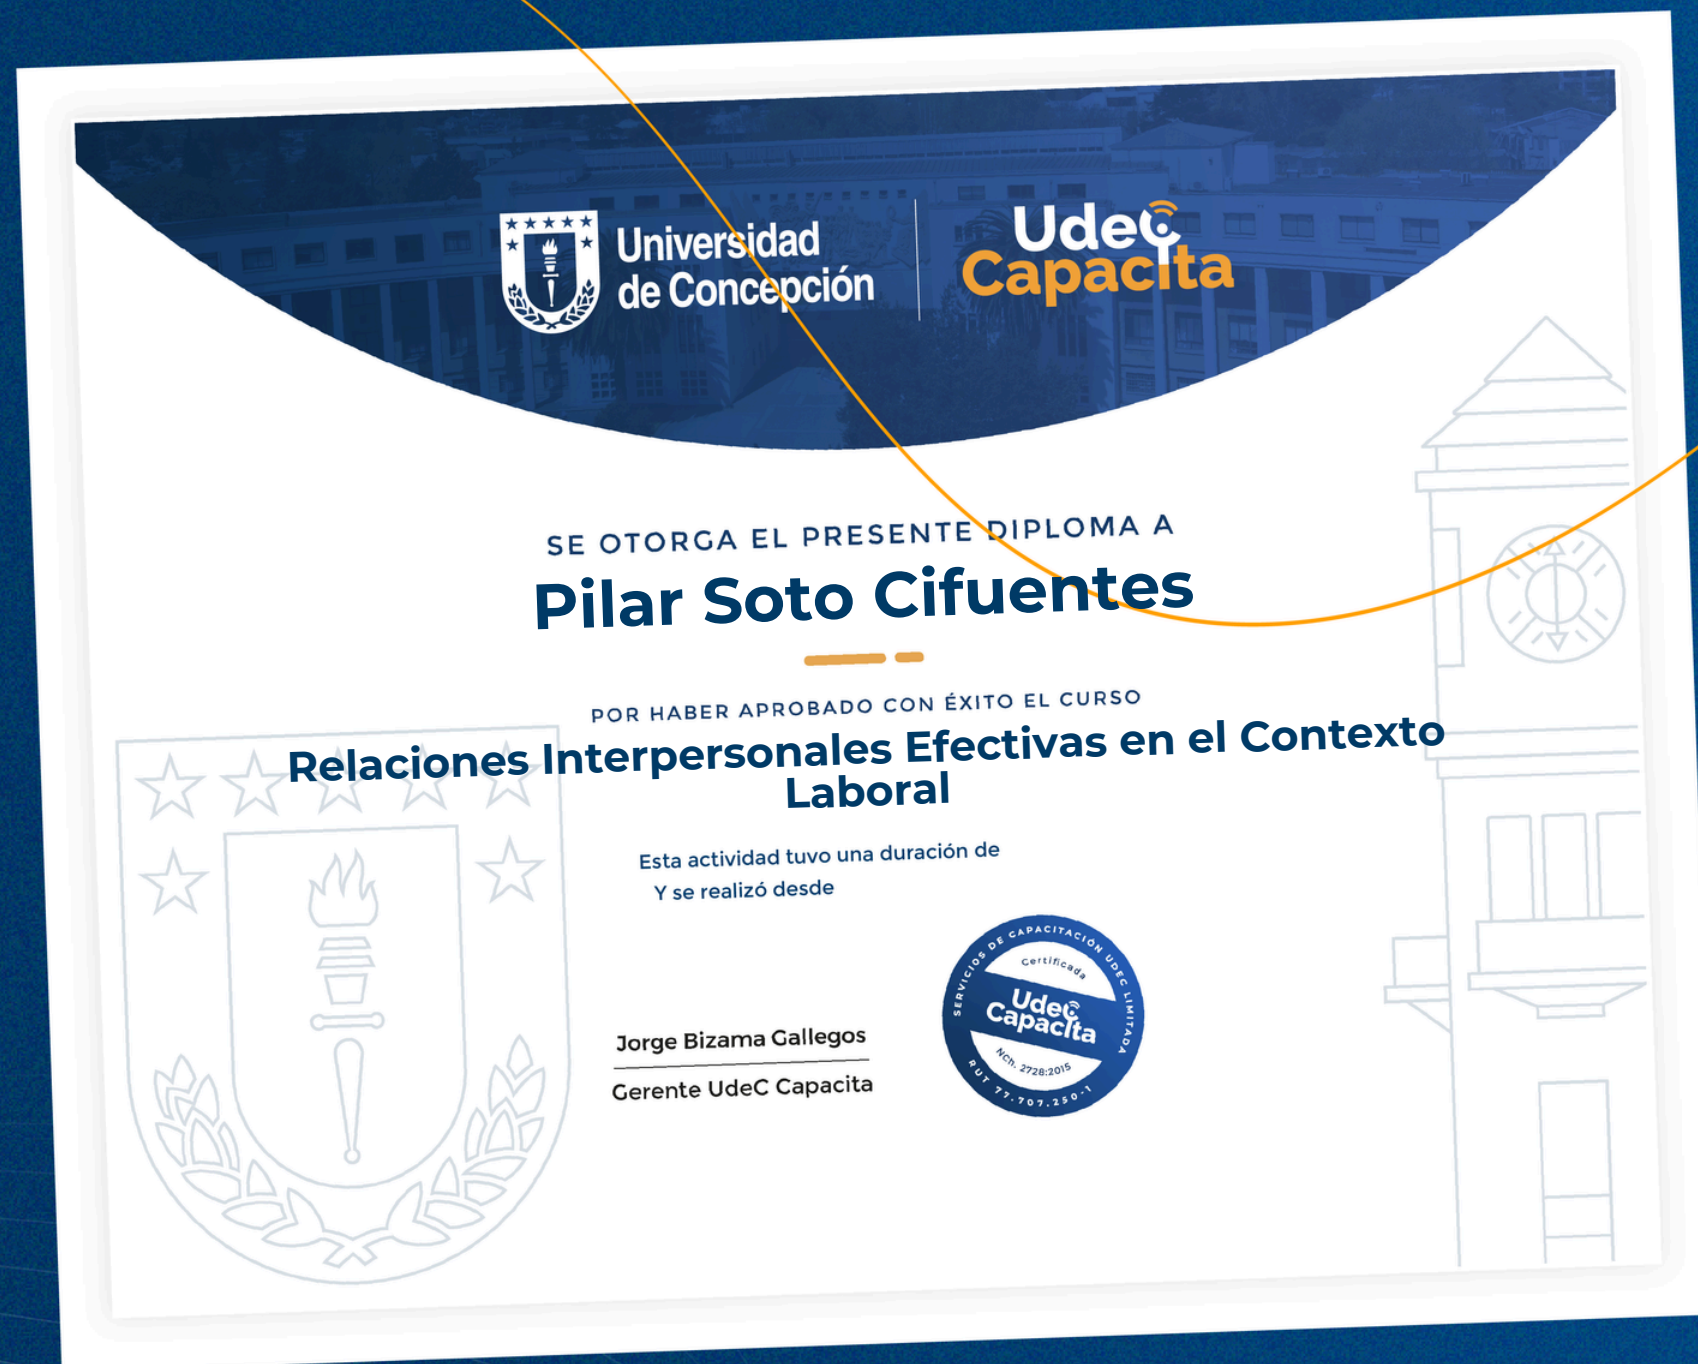 Universidad
de Concepción
UdeC
Capacita
SE OTORGA EL PRESENTE DIPLOMA A
Pilar Soto Cifuentes
POR HABER APROBADO CON ÉXITO EL CURSO
Relaciones Interpersonales Efectivas en el Contexto
Laboral
Esta actividad tuvo una duración de
Y se realizó desde
Jorge Bizama Gallegos
Gerente UdeC Capacita
SERVICIOS DE CAPACITACIÓN UDEC LIMITADA
Certificada
UdeC
Capacita
NCh. 2728:2015
RUT 77.707.250-1